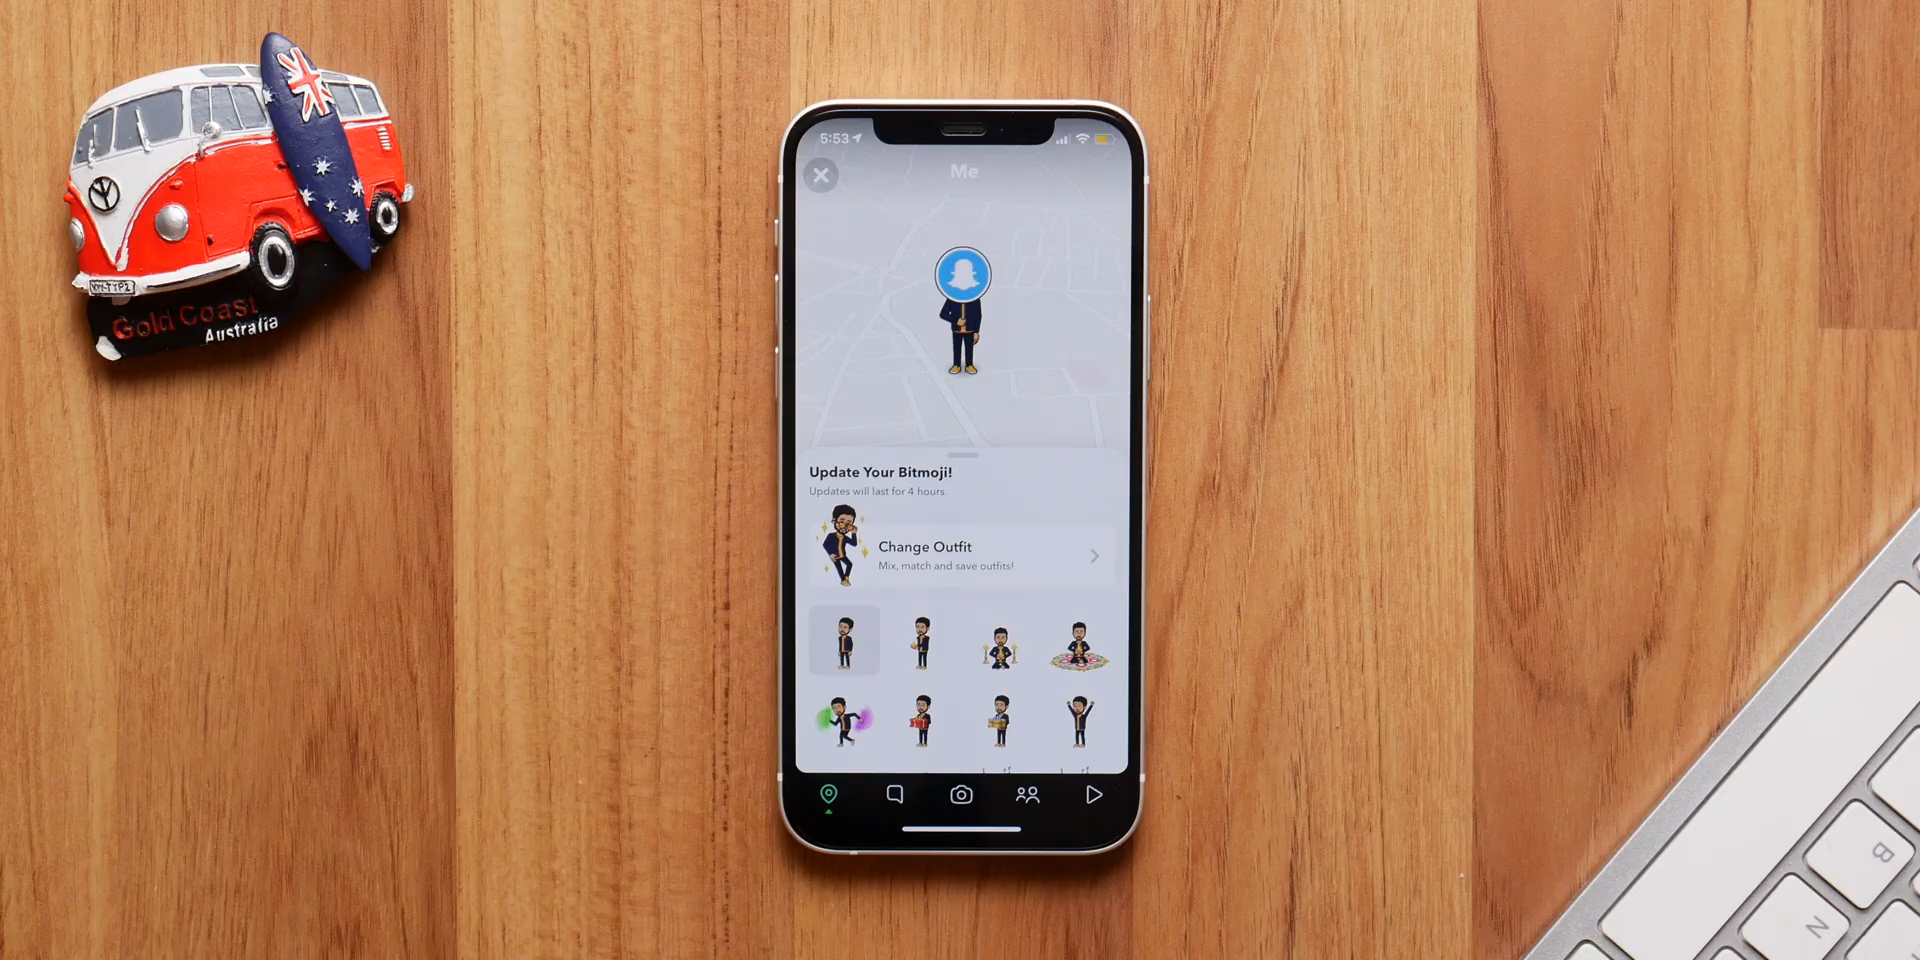 Gold Coast
Australia
5:53
Me
Update Your Bitmoji!
Updates will last for 4 hours.
Change Outfit
Mix, match and save outfits!
B
N